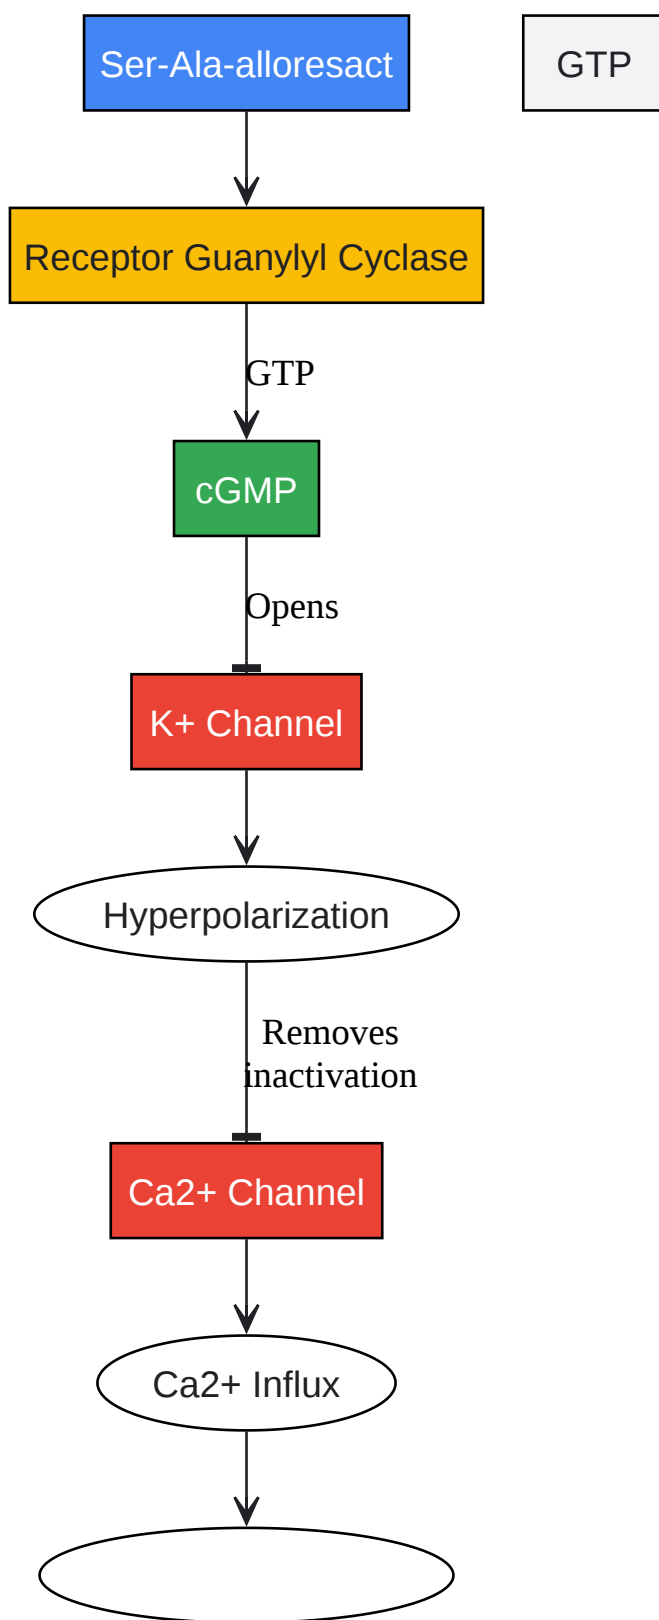 Ser-Ala-alloresact
GTP
Receptor Guanylyl Cyclase
GTP
cGMP
Opens
K+ Channel
Hyperpolarization
Removes
inactivation
Ca2+ Channel
Ca2+ Influx